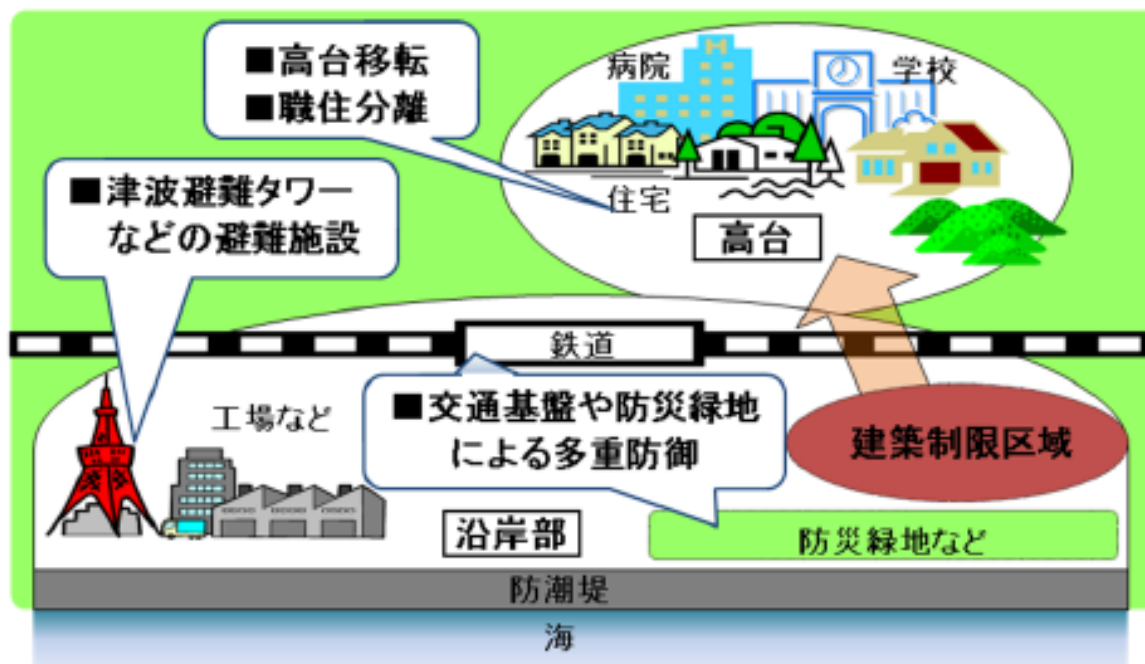 ■高台移転
■職住分離
病院
学校
住宅
高台
■津波避難タワー
などの避難施設
鉄道
工場など
■交通基盤や防災緑地
による多重防御
建築制限区域
沿岸部
防災緑地など
防潮堤
海